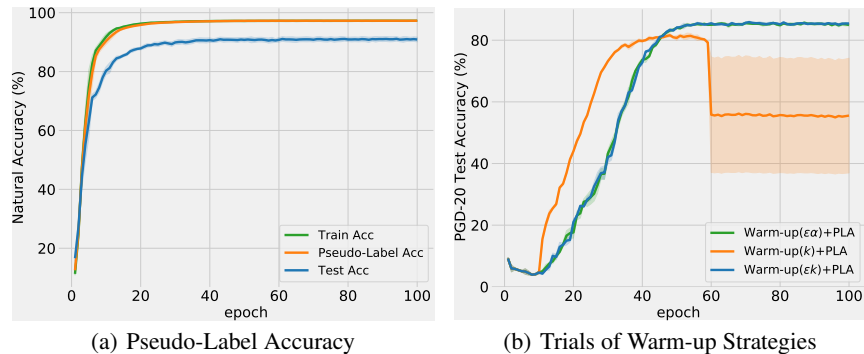 100
80
60
40
20
Natural Accuracy (%)
Train Acc
Pseudo-Label Acc
Test Acc
0
20
40
60
80
100
epoch
(a) Pseudo-Label Accuracy
100
80
60
40
20
0
PGD-20 Test Accuracy (%)
Warm-up(εα)+PLA
Warm-up(k)+PLA
Warm-up(εk)+PLA
0
20
40
60
80
100
epoch
(b) Trials of Warm-up Strategies